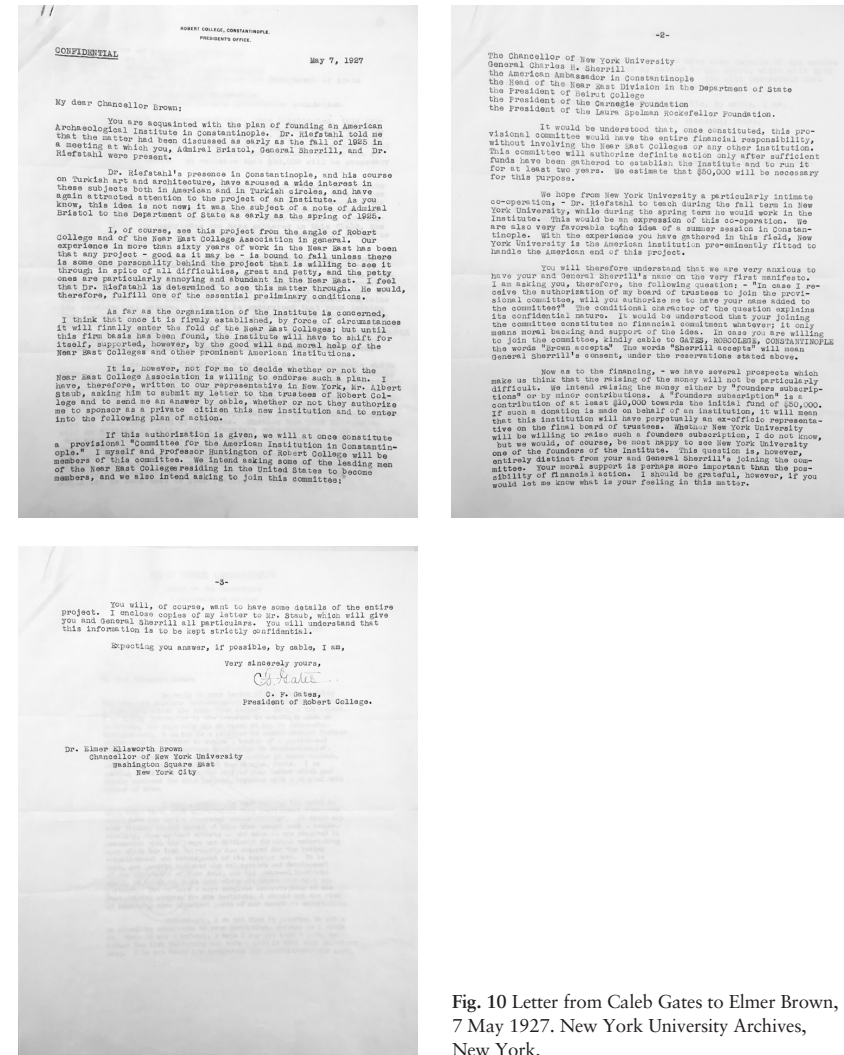 11
ROBERT COLLEGE, CONSTANTINOPLE.
PRESIDENT'S OFFICE.
CONFIDENTIAL
May 7, 1927
My dear Chancellor Brown:
You are acquainted with the plan of founding an American
Archaeological Institute in Constantinople. Dr. Riefstahl told me
that the matter had been discussed as early as the fall of 1925 in
a meeting at which you, Admiral Bristol, General Sherrill, and Dr.
Riefstahl were present.
Dr. Riefstahl's presence in Constantinople, and his course
on Turkish art and architecture, have aroused a wide interest in
these subjects both in American and in Turkish circles, and have
again attracted attention to the project of an Institute. As you
know, this idea is not new; it was the subject of a note of Admiral
Bristol to the Department of State as early as the spring of 1925.
I, of course, see this project from the angle of Robert
College and of the Near East College Association in general. Our
experience in more than sixty years of work in the Near East has been
that any project - good as it may be - is bound to fail unless there
is some one personality behind the project that is willing to see it
through in spite of all difficulties, great and petty, and the petty
ones are particularly annoying and abundant in the Near East. I feel
that Dr. Riefstahl is determined to see this matter through. He would,
therefore, fulfill one of the essential preliminary conditions.
As far as the organization of the Institute is concerned,
I think that once it is firmly established, by force of circumstances
it will finally enter the fold of the Near East Colleges; but until
this firm basis has been found, the Institute will have to shift for
itself, supported, however, by the good will and moral help of the
Near East Colleges and other prominent American institutions.
It is, however, not for me to decide whether or not the
Near East College Association is willing to endorse such a plan. I
have, therefore, written to our representative in New York, Mr. Albert
Staub, asking him to submit my letter to the trustees of Robert Col-
lege and to send me an answer by cable, whether or not they authorize
me to sponsor as a private citizen this new institution and to enter
into the following plan of action.
If this authorization is given, we will at once constitute
a provisional "Committee for the American Institution in Constantin-
ople." I myself and Professor Huntington of Robert College will be
members of this committee. We intend asking some of the leading men
of the Near East Colleges residing in the United States to become
members, and we also intend asking to join this committee:
-2-
The Chancellor of New York University
General Charles H. Sherrill
the American Ambassador in Constantinople
the Head of the Near East Division in the Department of State
the President of Beirut College
the President of the Carnegie Foundation
the President of the Laura Spelman Rockefeller Foundation.
It would be understood that, once constituted, this pro-
visional committee would have the entire financial responsibility,
without involving the Near East Colleges or any other institution.
This committee will authorize definite action only after sufficient
funds have been gathered to establish the Institute and to run it
for at least two years. We estimate that $50,000 will be necessary
for this purpose.
We hope from New York University a particularly intimate
co-operation, - Dr. Riefstahl to teach during the fall term in New
York University, while during the spring term he would work in the
Institute. This would be an expression of this co-operation. We
are also very favorable to the idea of a summer session in Constan-
tinople. With the experience you have gathered in this field, New
York University is the American institution pre-eminently fitted to
handle the American end of this project.
You will therefore understand that we are very anxious to
have your and General Sherrill's name on the very first manifesto.
I am asking you, therefore, the following question: - "In case I re-
ceive the authorization of my board of trustees to join the provi-
sional committee, will you authorize me to have your name added to
the committee?" The conditional character of the question explains
its confidential nature. It would be understood that your joining
the committee constitutes no financial commitment whatever; it only
means moral backing and support of the idea. In case you are willing
to join the committee, kindly cable to GATES, ROBCOLEGE, CONSTANTINOPLE
the words "Brown accepts" The words "Sherrill accepts" will mean
General Sherrill's consent, under the reservations stated above.
Now as to the financing, - we have several prospects which
make us think that the raising of the money will not be particularly
difficult. We intend raising the money either by "founders subscrip-
tions" or by minor contributions. A "founders subscription" is a
contribution of at least $10,000 towards the initial fund of $50,000.
If such a donation is made on behalf of an institution, it will mean
that this institution will have perpetually an ex-officio representa-
tive on the final board of trustees. Whether New York University
will be willing to raise such a founders subscription, I do not know,
but we would, of course, be most happy to see New York University
one of the founders of the Institute. This question is, however,
entirely distinct from your and General Sherrill's joining the com-
mittee. Your moral support is perhaps more important than the pos-
sibility of financial action. I should be grateful, however, if you
would let me know what is your feeling in this matter.
-3-
You will, of course, want to have some details of the entire
project. I enclose copies of my letter to Mr. Staub, which will give
you and General Sherrill all particulars. You will understand that
this information is to be kept strictly confidential.
Expecting you answer, if possible, by cable, I am,
Very sincerely yours,
C. F. Gates
C. F. Gates,
President of Robert College.
Dr. Elmer Ellsworth Brown
Chancellor of New York University
Washington Square East
New York City
Fig. 10 Letter from Caleb Gates to Elmer Brown,
7 May 1927. New York University Archives,
New York.